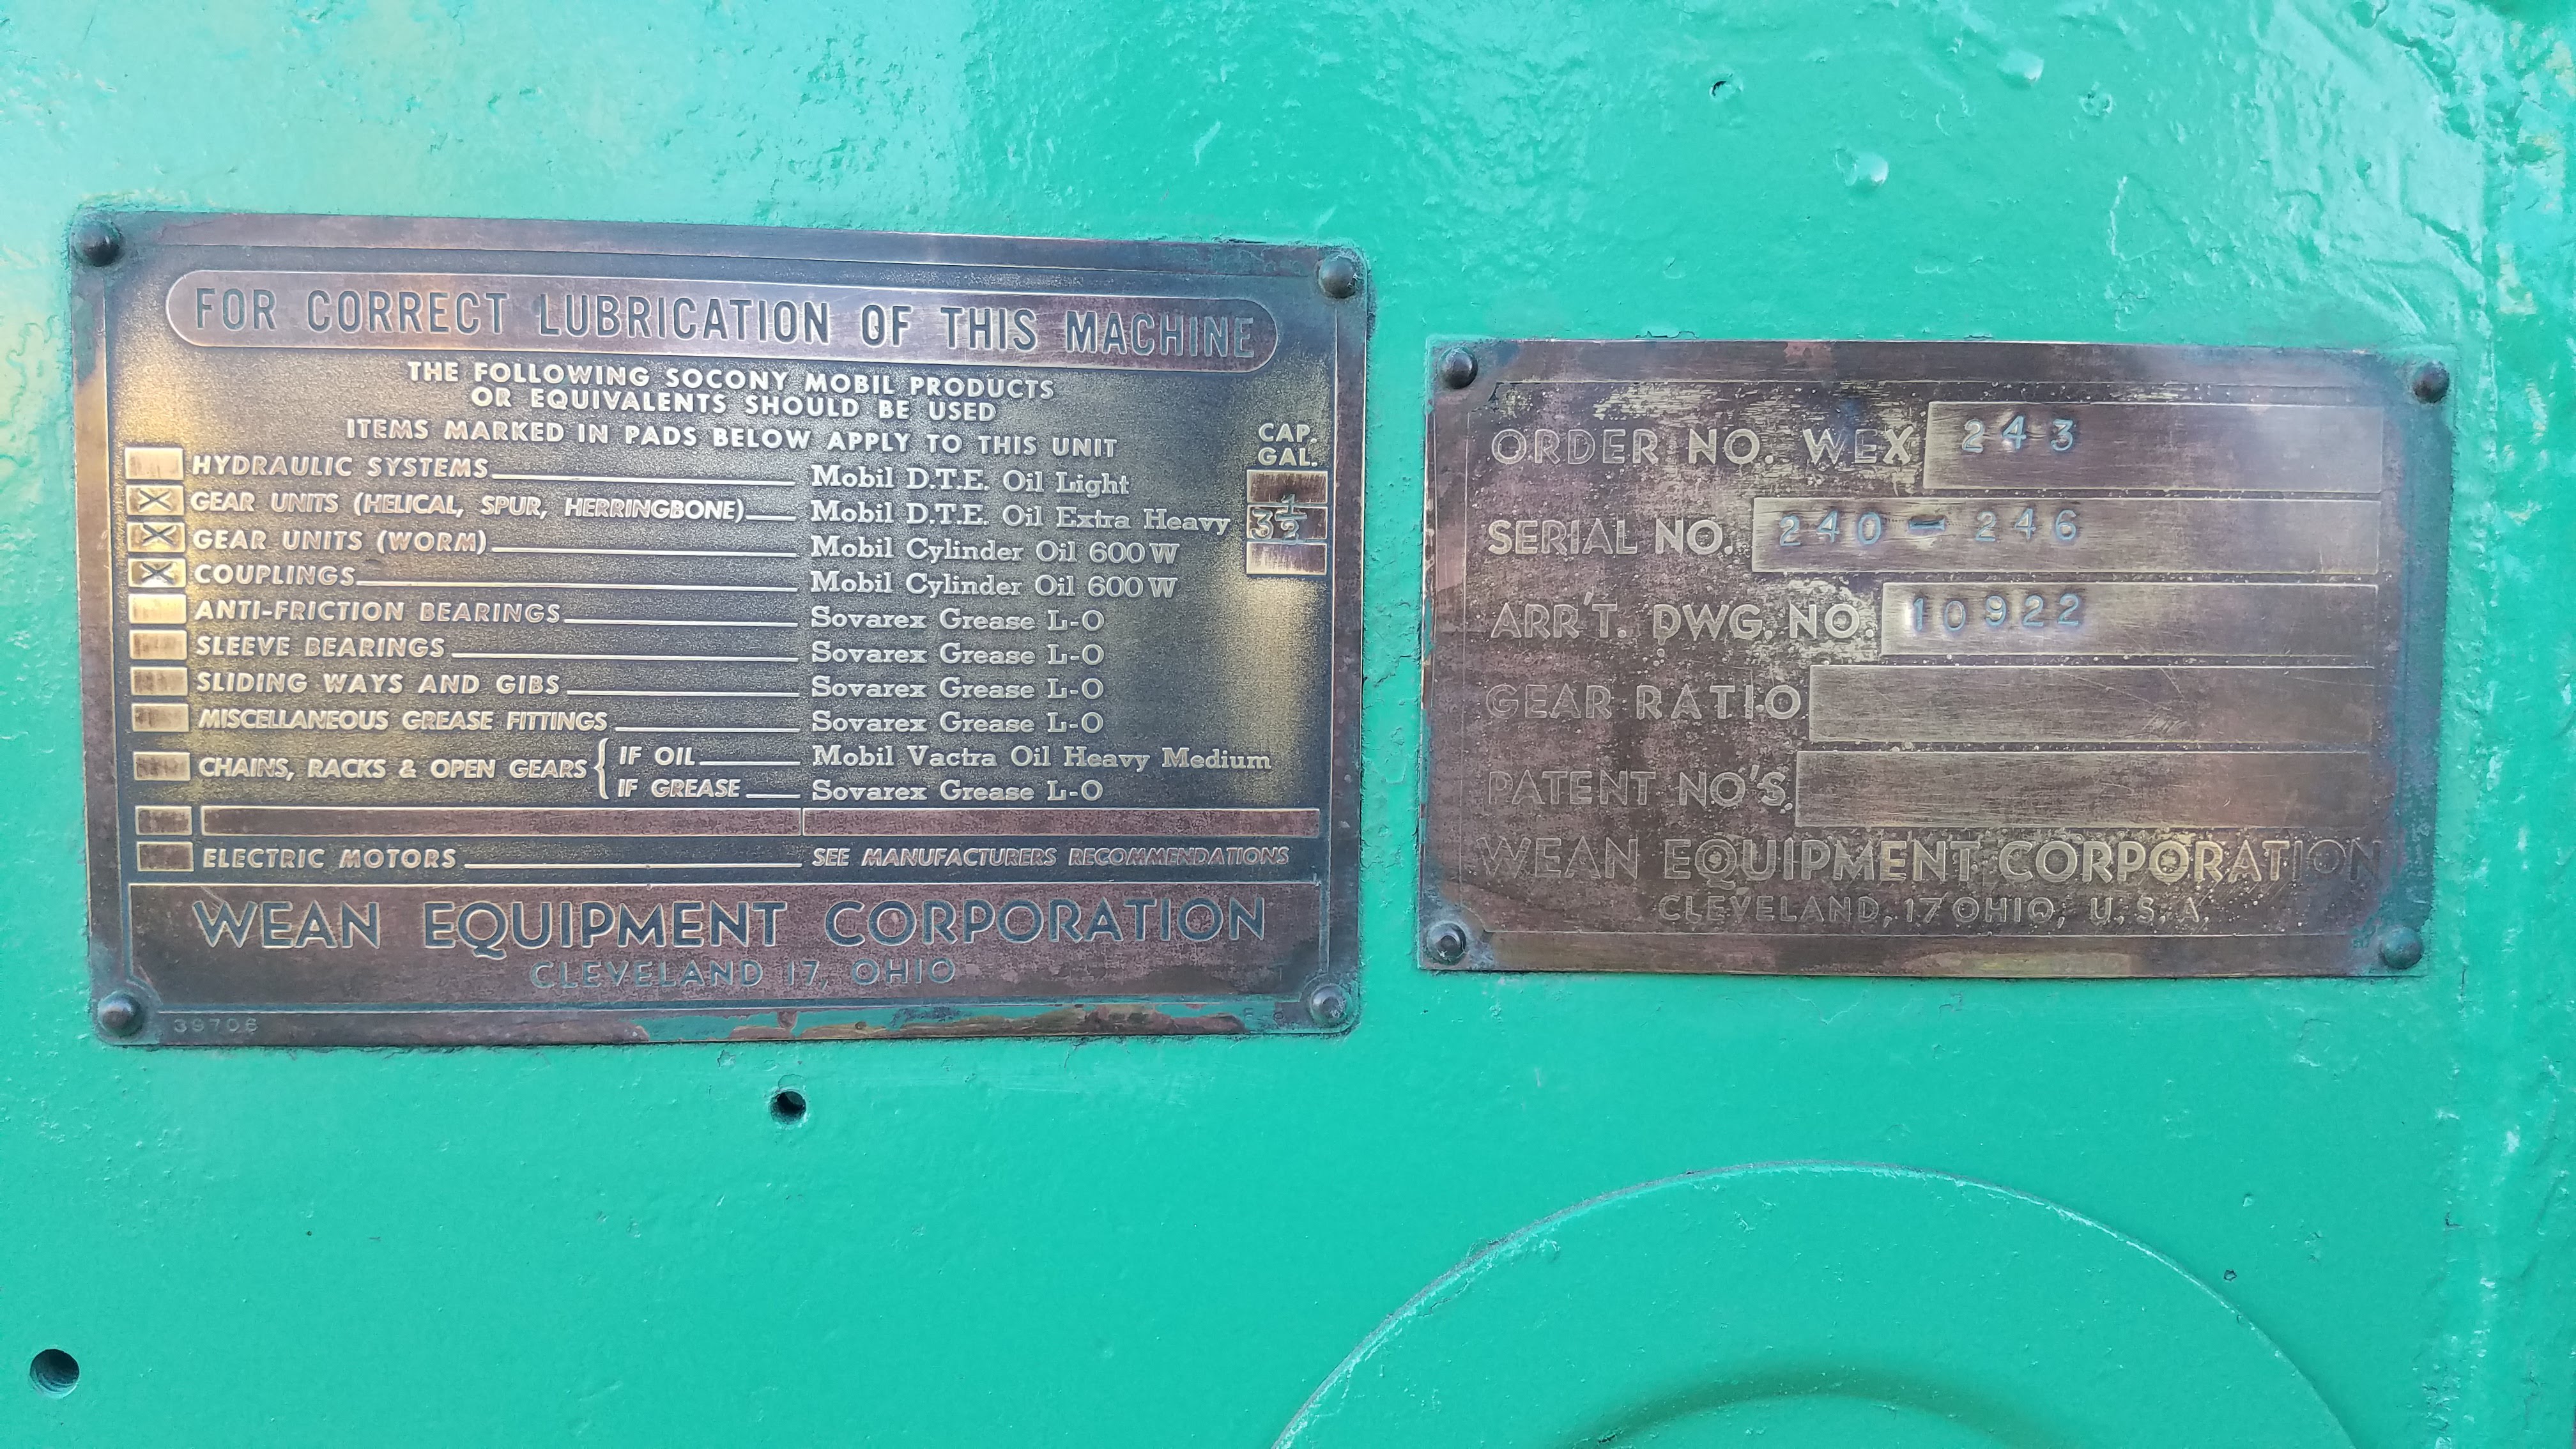 FOR CORRECT LUBRICATION OF THIS MACHINE
THE FOLLOWING SOCONY MOBIL PRODUCTS
OR EQUIVALENTS SHOULD BE USED
ITEMS MARKED IN PADS BELOW APPLY TO THIS UNIT
CAP.
GAL.
HYDRAULIC SYSTEMS Mobil D.T.E. Oil Light
X GEAR UNITS (HELICAL, SPUR, HERRINGBONE) Mobil D.T.E. Oil Extra Heavy 3 1/2
X GEAR UNITS (WORM) Mobil Cylinder Oil 600 W
X COUPLINGS Mobil Cylinder Oil 600 W
ANTI-FRICTION BEARINGS Sovarex Grease L-O
SLEEVE BEARINGS Sovarex Grease L-O
SLIDING WAYS AND GIBS Sovarex Grease L-O
MISCELLANEOUS GREASE FITTINGS Sovarex Grease L-O
CHAINS, RACKS & OPEN GEARS { IF OIL Mobil Vactra Oil Heavy Medium
IF GREASE Sovarex Grease L-O
ELECTRIC MOTORS SEE MANUFACTURERS RECOMMENDATIONS
WEAN EQUIPMENT CORPORATION
CLEVELAND 17, OHIO
39706
ORDER NO. WEX 243
SERIAL NO. 240-246
ARR'T. DWG. NO. 10922
GEAR RATIO
PATENT NO'S.
WEAN EQUIPMENT CORPORATION
CLEVELAND, 17 OHIO, U.S.A.